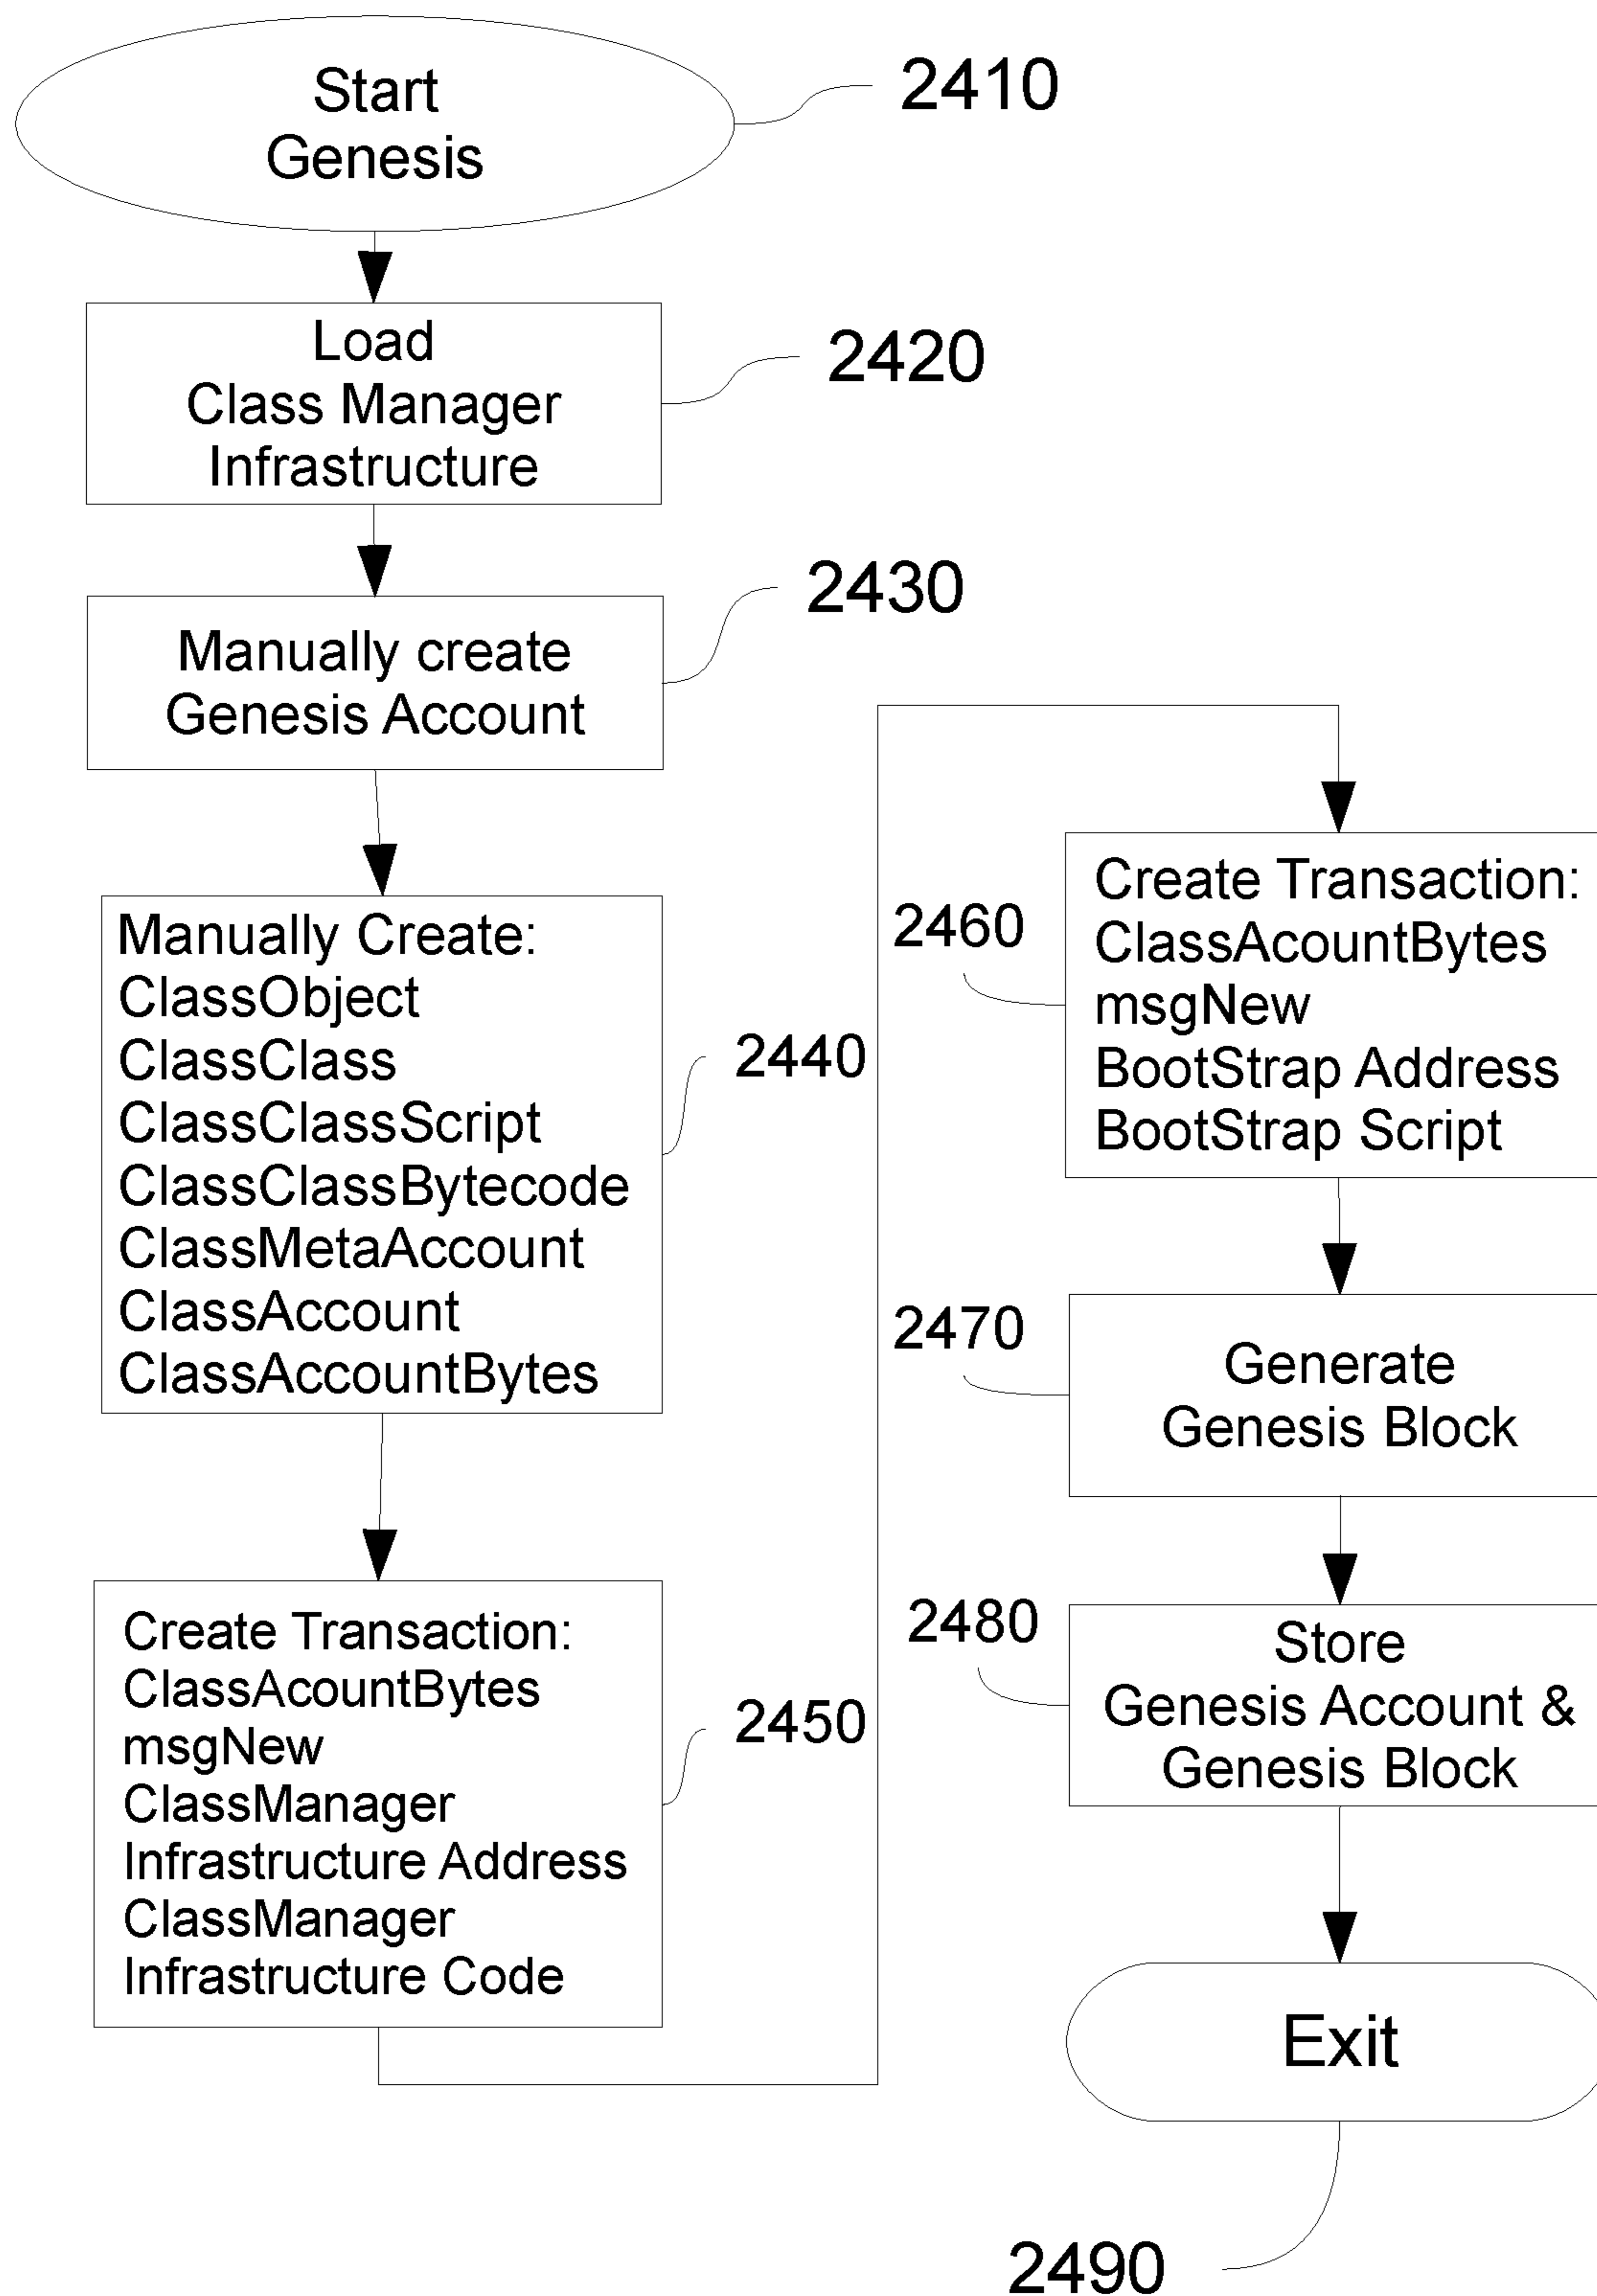 Start
Genesis
2410
Load
Class Manager
Infrastructure
2420
Manually create
Genesis Account
2430
Manually Create:
ClassObject
ClassClass
ClassClassScript
ClassClassBytecode
ClassMetaAccount
ClassAccount
ClassAccountBytes
2440
Create Transaction:
ClassAcountBytes
msgNew
ClassManager
Infrastructure Address
ClassManager
Infrastructure Code
2450
Create Transaction:
ClassAcountBytes
msgNew
BootStrap Address
BootStrap Script
2460
Generate
Genesis Block
2470
Store
Genesis Account &
Genesis Block
2480
Exit
2490